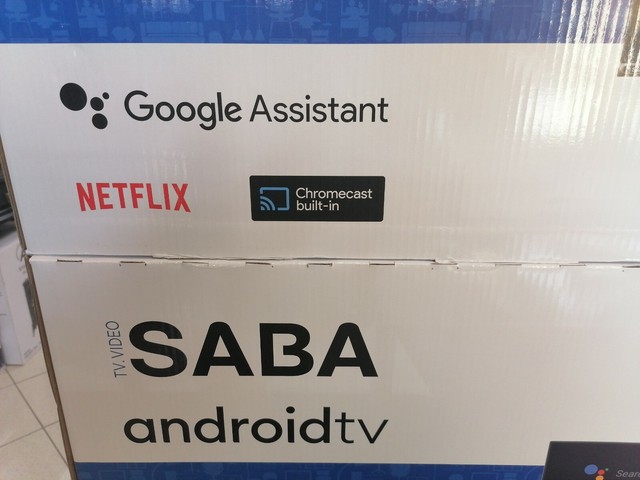 Google Assistant
NETFLIX
Chromecast
built-in
TV.VIDEO
SABA
androidtv